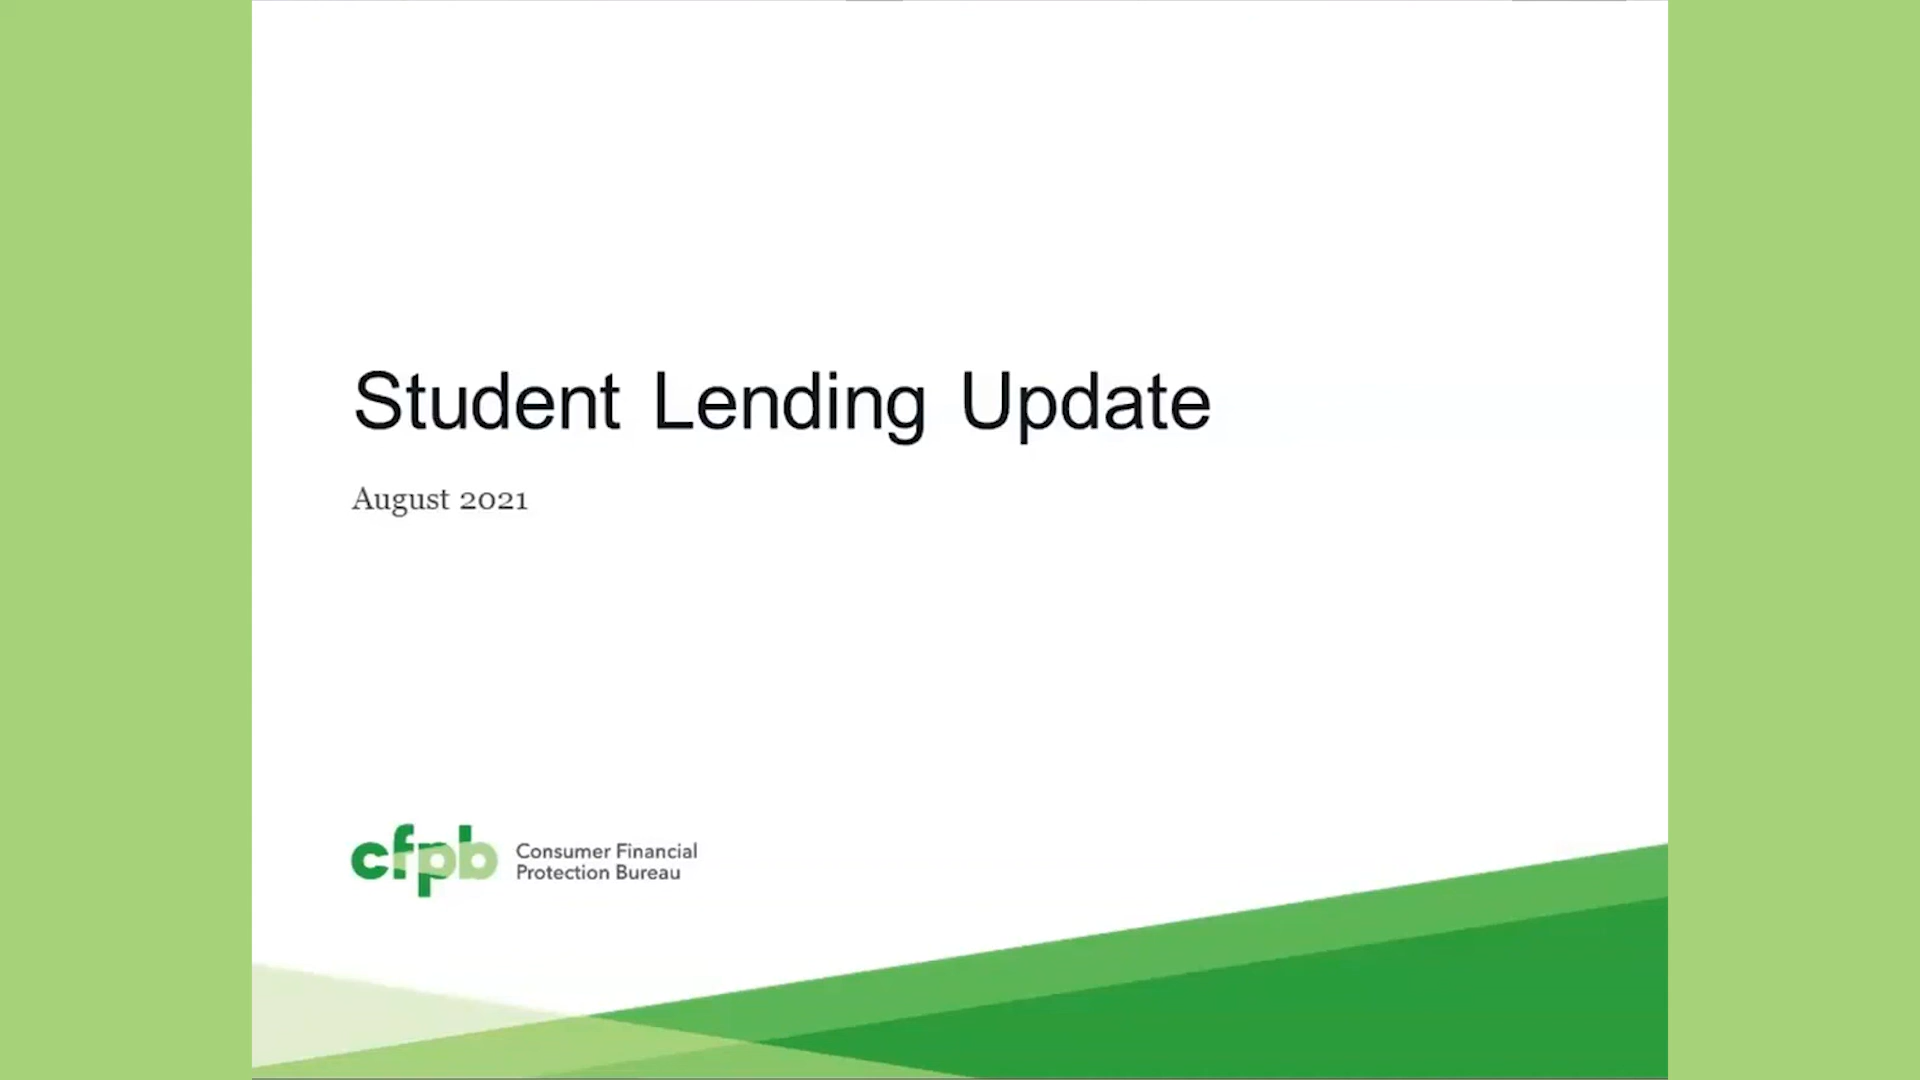 Student Lending Update
August 2021
cfpb
Consumer Financial
Protection Bureau